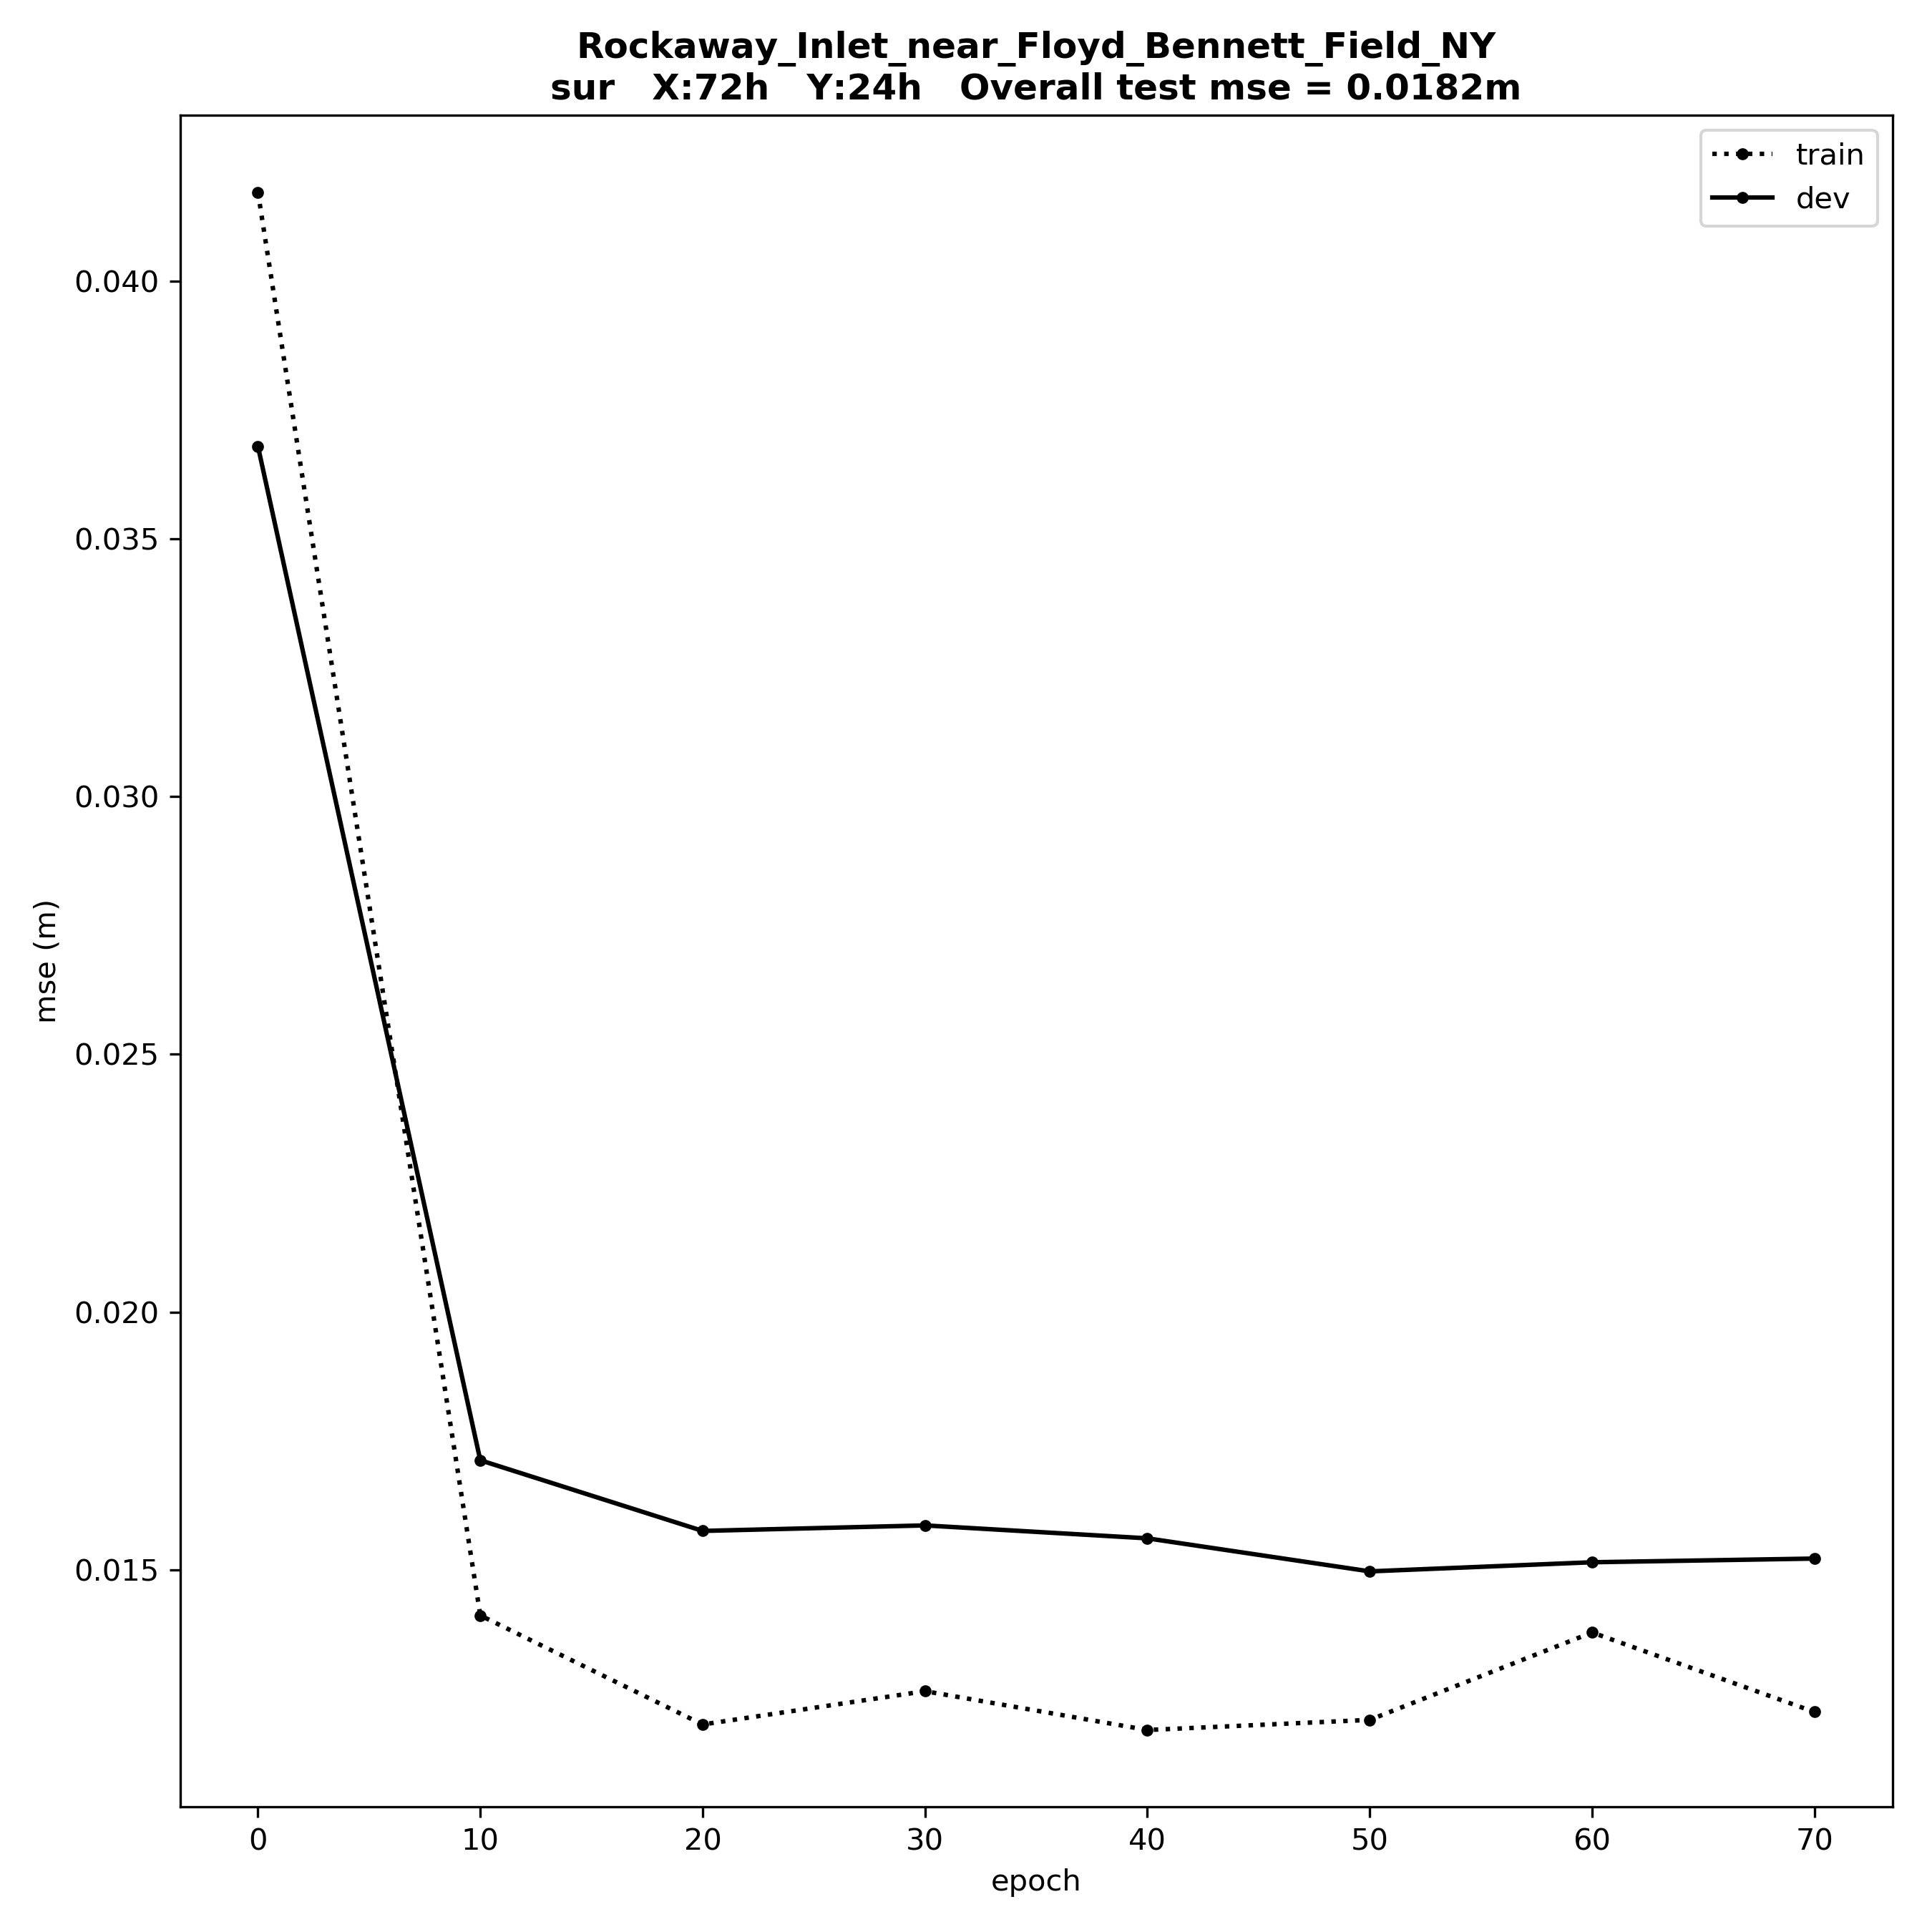 Rockaway_Inlet_near_Floyd_Bennett_Field_NY
sur   X:72h   Y:24h   Overall test mse = 0.0182m
train
dev
0.040
0.035
0.030
0.025
0.020
0.015
mse (m)
0 10 20 30 40 50 60 70
epoch